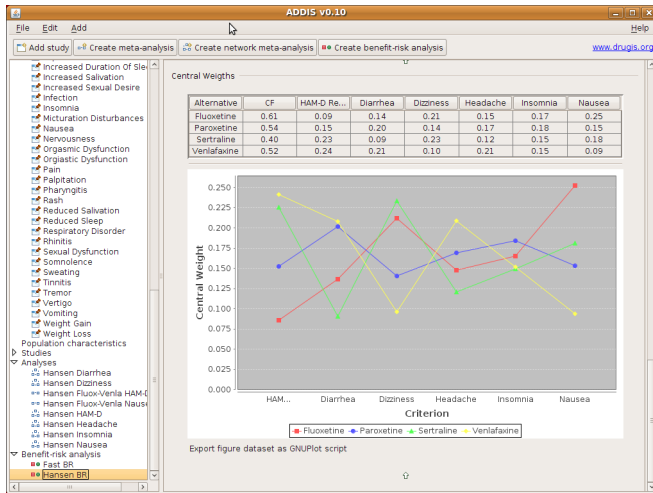 ADDIS v0.10
File Edit Add Help
Add study Create meta-analysis Create network meta-analysis Create benefit-risk analysis www.drugis.org
Increased Duration Of Slee
Increased Salivation
Increased Sexual Desire
Infection
Insomnia
Micturation Disturbances
Nausea
Nervousness
Orgasmic Dysfunction
Orgiastic Dysfunction
Pain
Palpitation
Pharyngitis
Rash
Reduced Salivation
Reduced Sleep
Respiratory Disorder
Rhinitis
Sexual Dysfunction
Somnolence
Sweating
Tinnitis
Tremor
Vertigo
Vomiting
Weight Gain
Weight Loss
Population characteristics
Studies
Analyses
Hansen Diarrhea
Hansen Dizziness
Hansen Fluox-Venla HAM-D
Hansen Fluox-Venla Nause
Hansen HAM-D
Hansen Headache
Hansen Insomnia
Hansen Nausea
Benefit-risk analysis
Fast BR
Hansen BR
Central Weigths
Alternative CF HAM-D Re... Diarrhea Dizziness Headache Insomnia Nausea
Fluoxetine 0.61 0.09 0.14 0.21 0.15 0.17 0.25
Paroxetine 0.54 0.15 0.20 0.14 0.17 0.18 0.15
Sertraline 0.40 0.23 0.09 0.23 0.12 0.15 0.18
Venlafaxine 0.52 0.24 0.21 0.10 0.21 0.15 0.09
Central Weight
0.250
0.225
0.200
0.175
0.150
0.125
0.100
0.075
0.050
0.025
0.000
HAM... Diarrhea Dizziness Headache Insomnia Nausea
Criterion
Fluoxetine Paroxetine Sertraline Venlafaxine
Export figure dataset as GNUPlot script